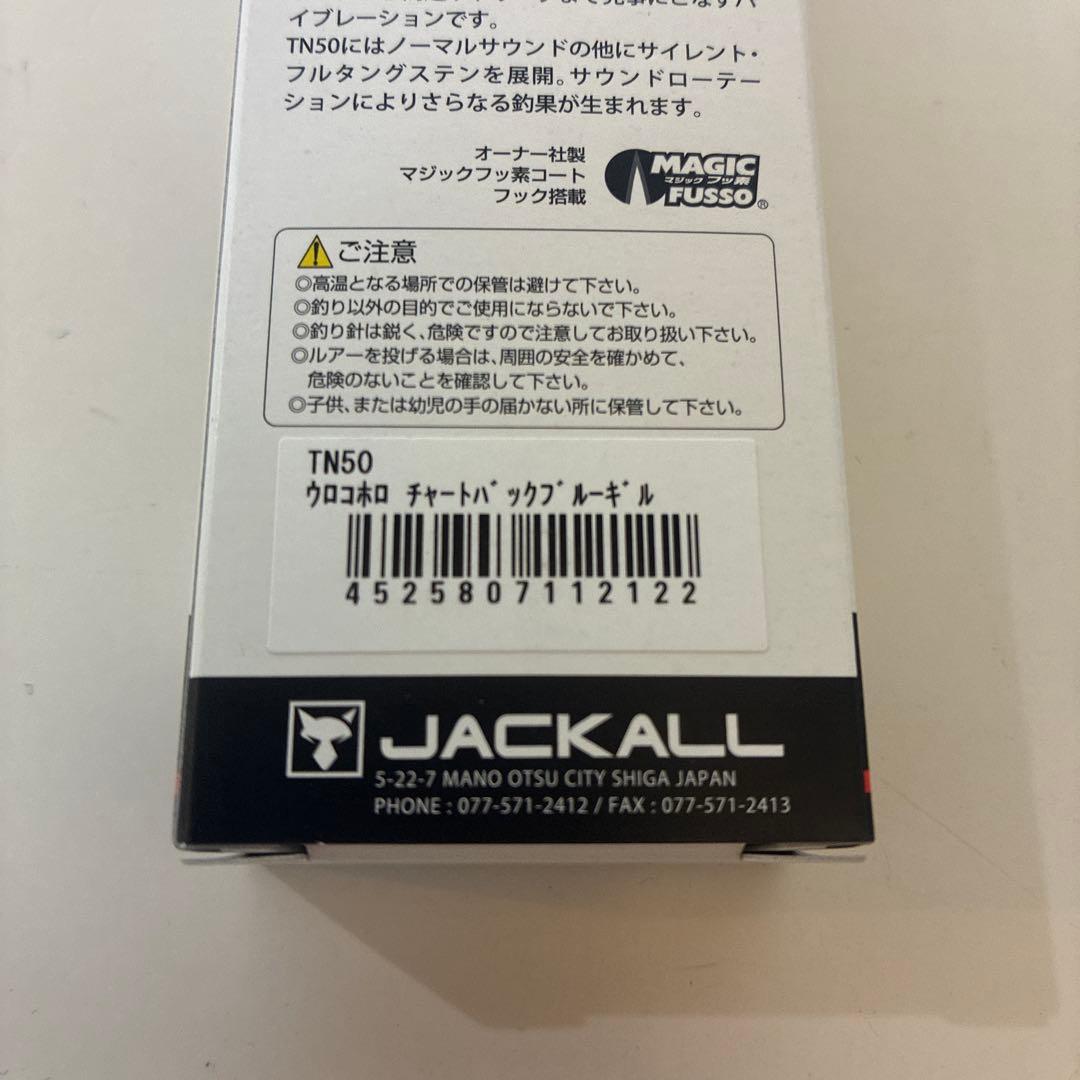 イブレーションです。
TN50にはノーマルサウンドの他にサイレント・
フルタングステンを展開。サウンドローテー
ションによりさらなる釣果が生まれます。
オーナー社製
マジックフッ素コート
フック搭載
MAGIC
マジックフッ素
FUSSO®
ご注意
◎高温となる場所での保管は避けて下さい。
◎釣り以外の目的でご使用にならないで下さい。
◎釣り針は鋭く、危険ですので注意してお取り扱い下さい。
◎ルアーを投げる場合は、周囲の安全を確かめて、
危険のないことを確認して下さい。
◎子供、または幼児の手の届かない所に保管して下さい。
TN50
ｳﾛｺﾎﾛ ﾁｬｰﾄﾊﾞｯｸﾌﾞﾙｰｷﾞﾙ
4525807112122
JACKALL
5-22-7 MANO OTSU CITY SHIGA JAPAN
PHONE : 077-571-2412 / FAX : 077-571-2413